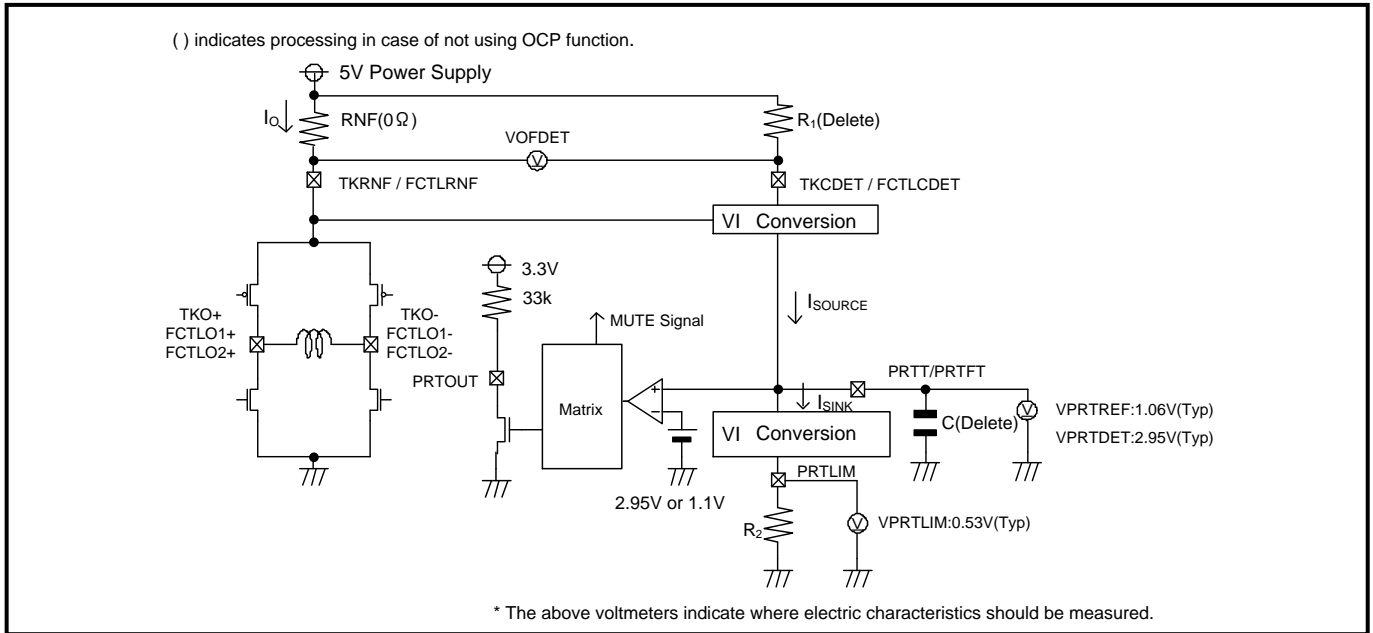 ( ) indicates processing in case of not using OCP function.
5V Power Supply
IO
RNF(0Ω)
R1(Delete)
VOFDET
V
TKRNF / FCTLRNF
TKCDET / FCTLCDET
VI Conversion
3.3V
33k
ISOURCE
TKO+
FCTLO1+
FCTLO2+
TKO-
FCTLO1-
FCTLO2-
MUTE Signal
PRTOUT
PRTT/PRTFT
Matrix
+
-
ISINK
VI Conversion
C(Delete)
V
VPRTREF:1.06V(Typ)
VPRTDET:2.95V(Typ)
PRTLIM
2.95V or 1.1V
R2
V
VPRTLIM:0.53V(Typ)
* The above voltmeters indicate where electric characteristics should be measured.